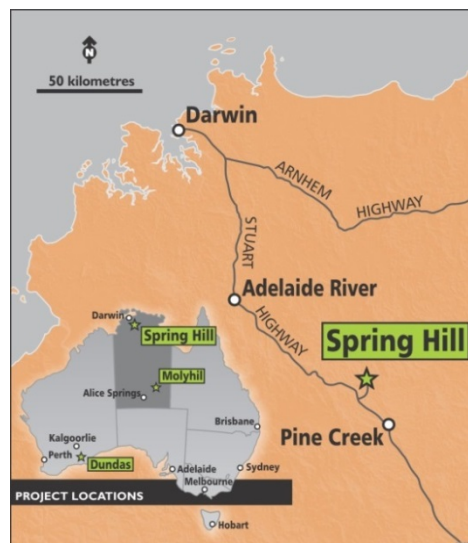 N
50 kilometres
Darwin
ARNHEM
HIGHWAY
STUART
Adelaide River
HIGHWAY
Spring Hill
Pine Creek
Darwin
Spring Hill
Molyhil
Alice Springs
Brisbane
Kalgoorlie
Perth
Dundas
Adelaide
Sydney
Melbourne
PROJECT LOCATIONS
Hobart